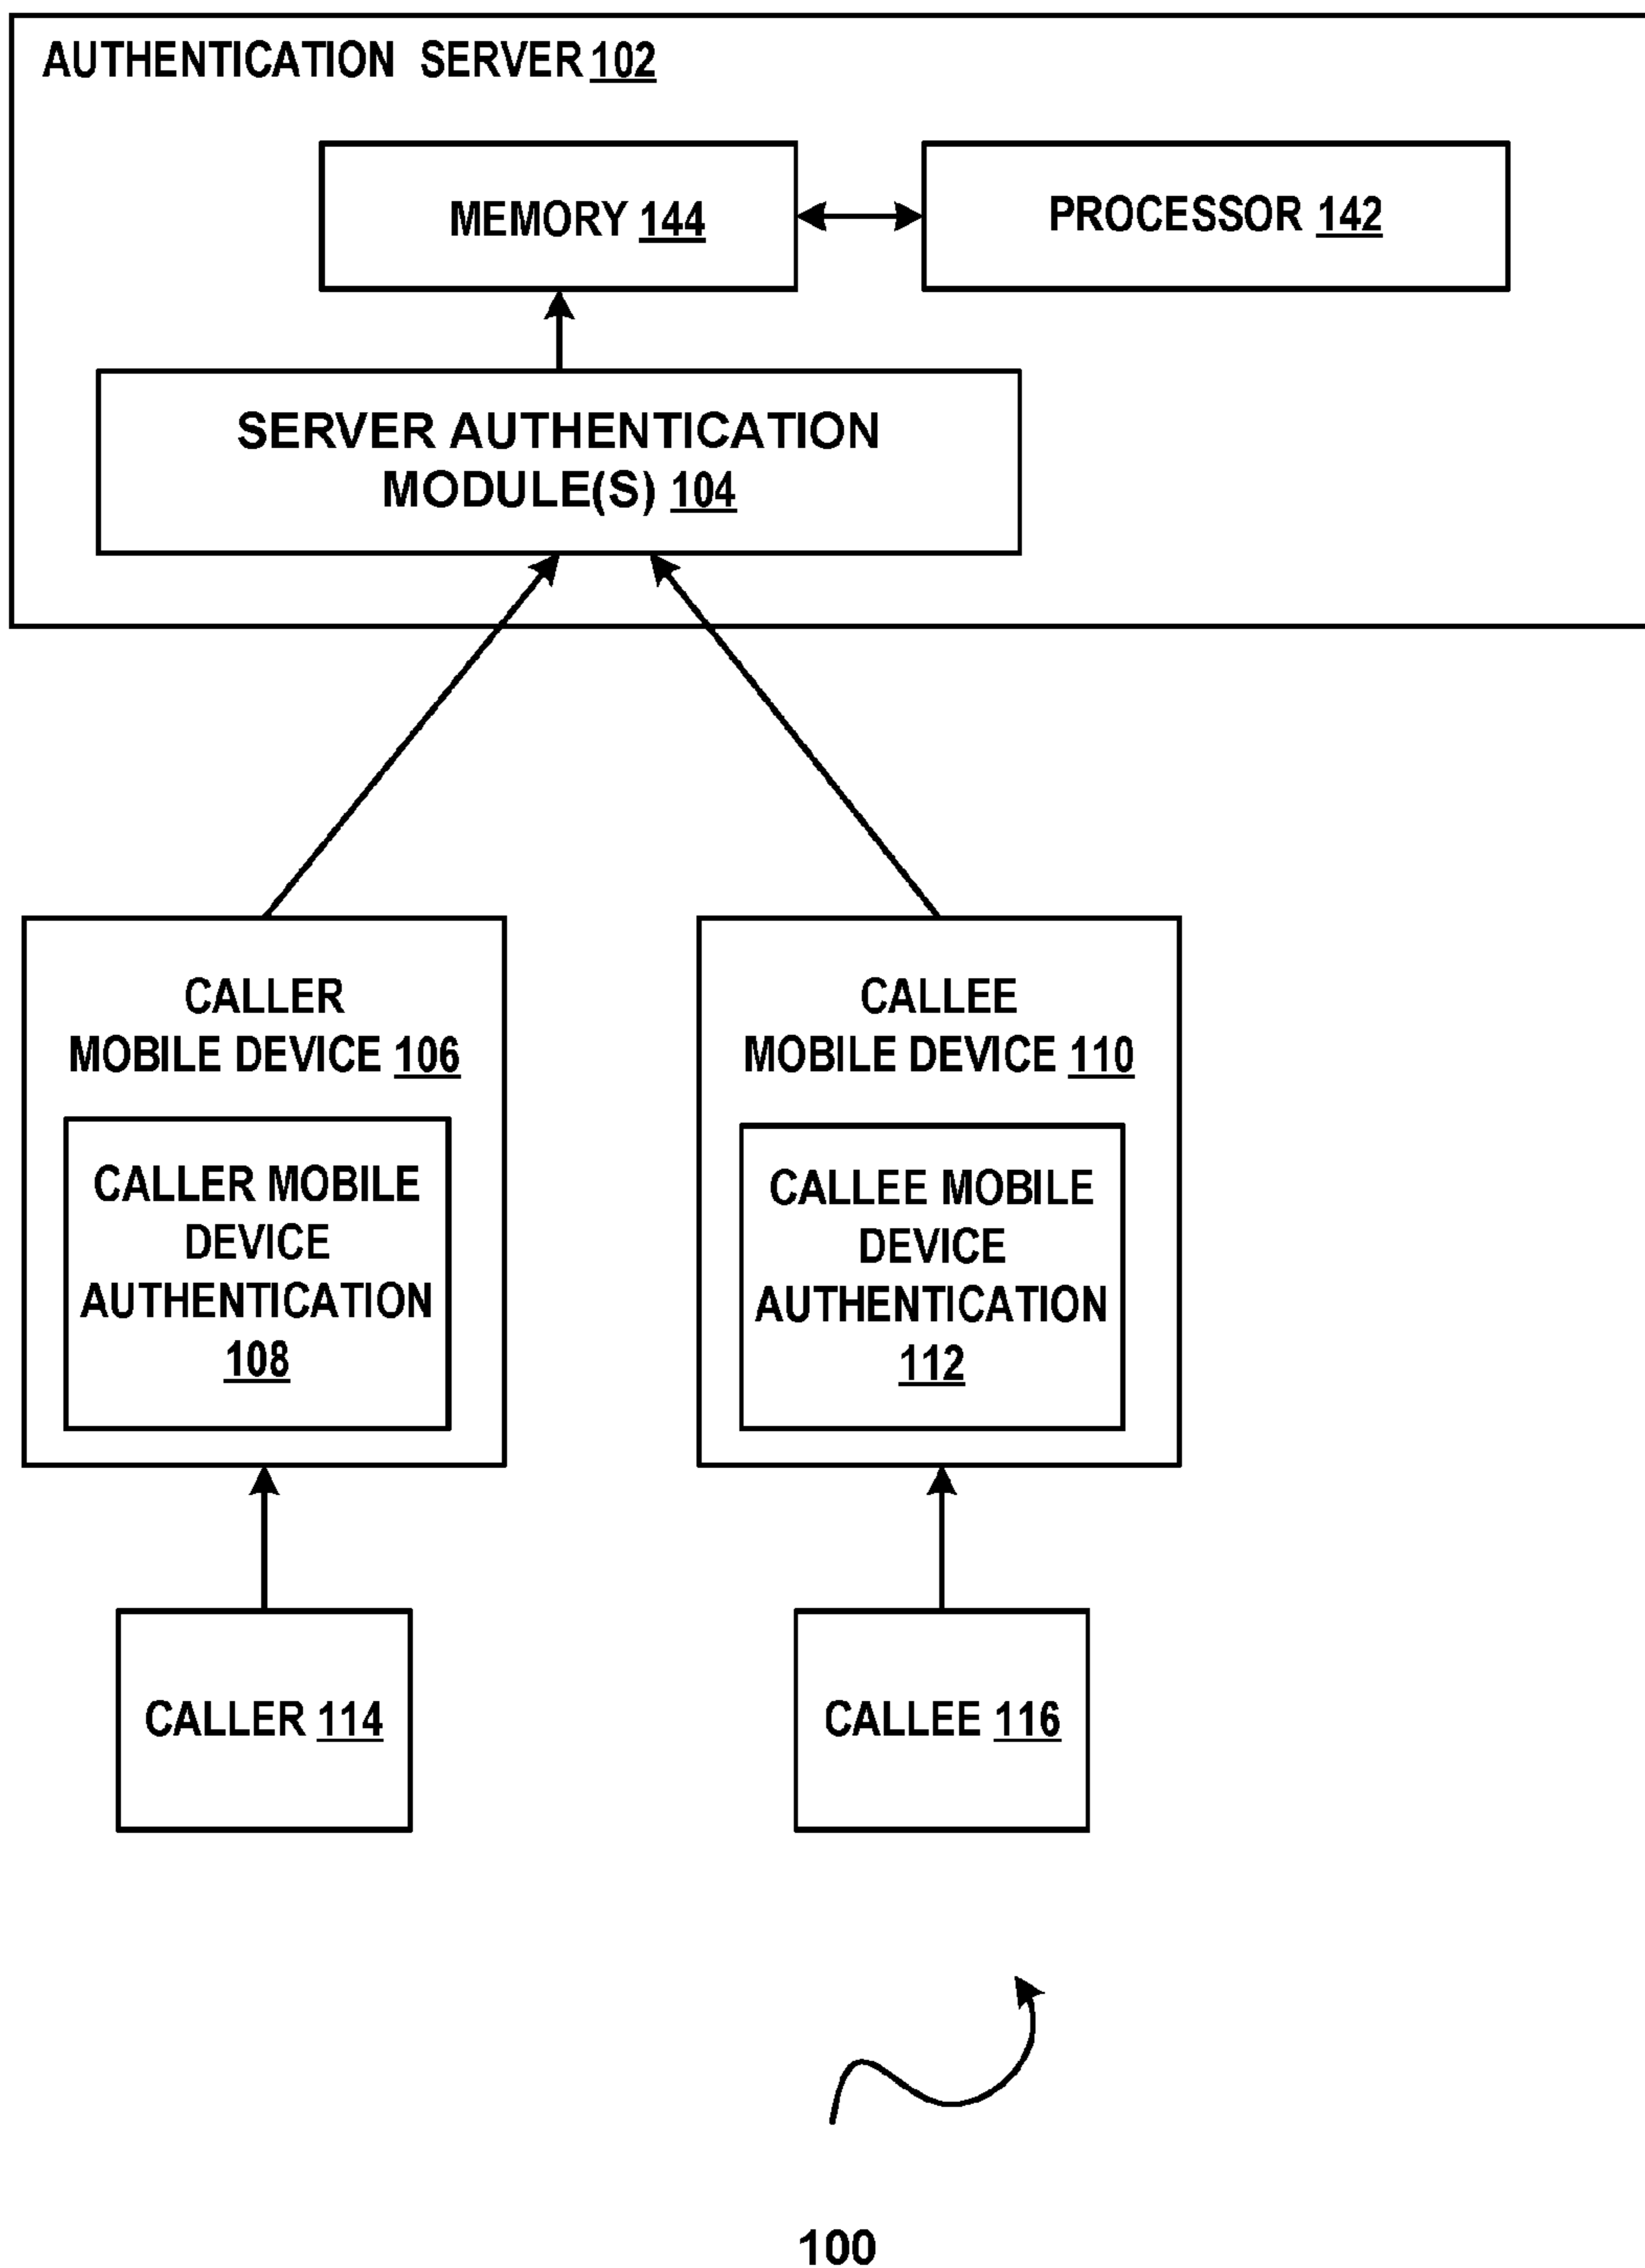 AUTHENTICATION SERVER 102
MEMORY 144
PROCESSOR 142
SERVER AUTHENTICATION
MODULE(S) 104
CALLER
MOBILE DEVICE 106
CALLER MOBILE
DEVICE
AUTHENTICATION
108
CALLEE
MOBILE DEVICE 110
CALLEE MOBILE
DEVICE
AUTHENTICATION
112
CALLER 114
CALLEE 116
100